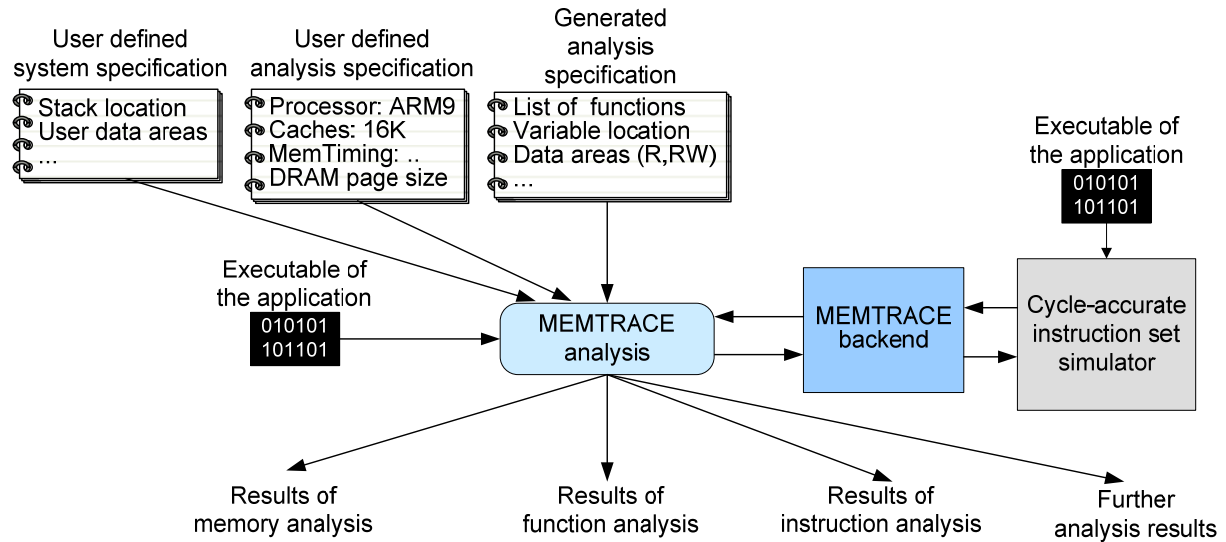 User defined
system specification
Stack location
User data areas
...
User defined
analysis specification
Processor: ARM9
Caches: 16K
MemTiming: ..
DRAM page size
Generated
analysis
specification
List of functions
Variable location
Data areas (R,RW)
...
Executable of
the application
010101
101101
Executable of
the application
010101
101101
MEMTRACE
analysis
MEMTRACE
backend
Cycle-accurate
instruction set
simulator
Results of
memory analysis
Results of
function analysis
Results of
instruction analysis
Further
analysis results